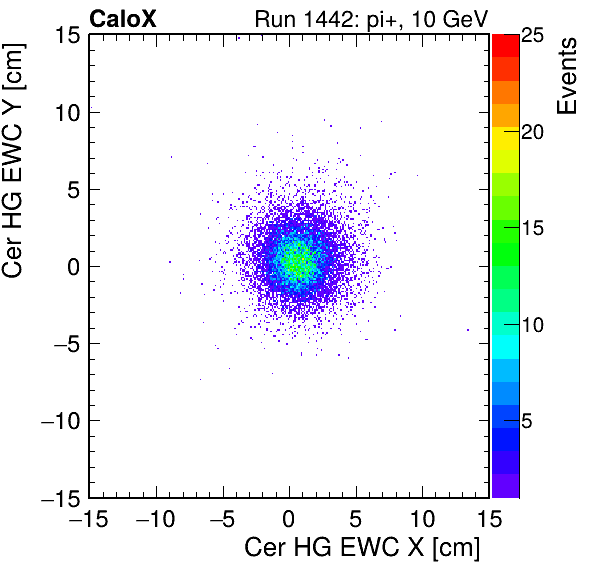 CaloX Run 1442: pi+, 10 GeV
Cer HG EWC Y [cm]
15
10
5
0
−5
−10
−15
−15 −10 −5 0 5 10 15
Cer HG EWC X [cm]
Events
25
20
15
10
5